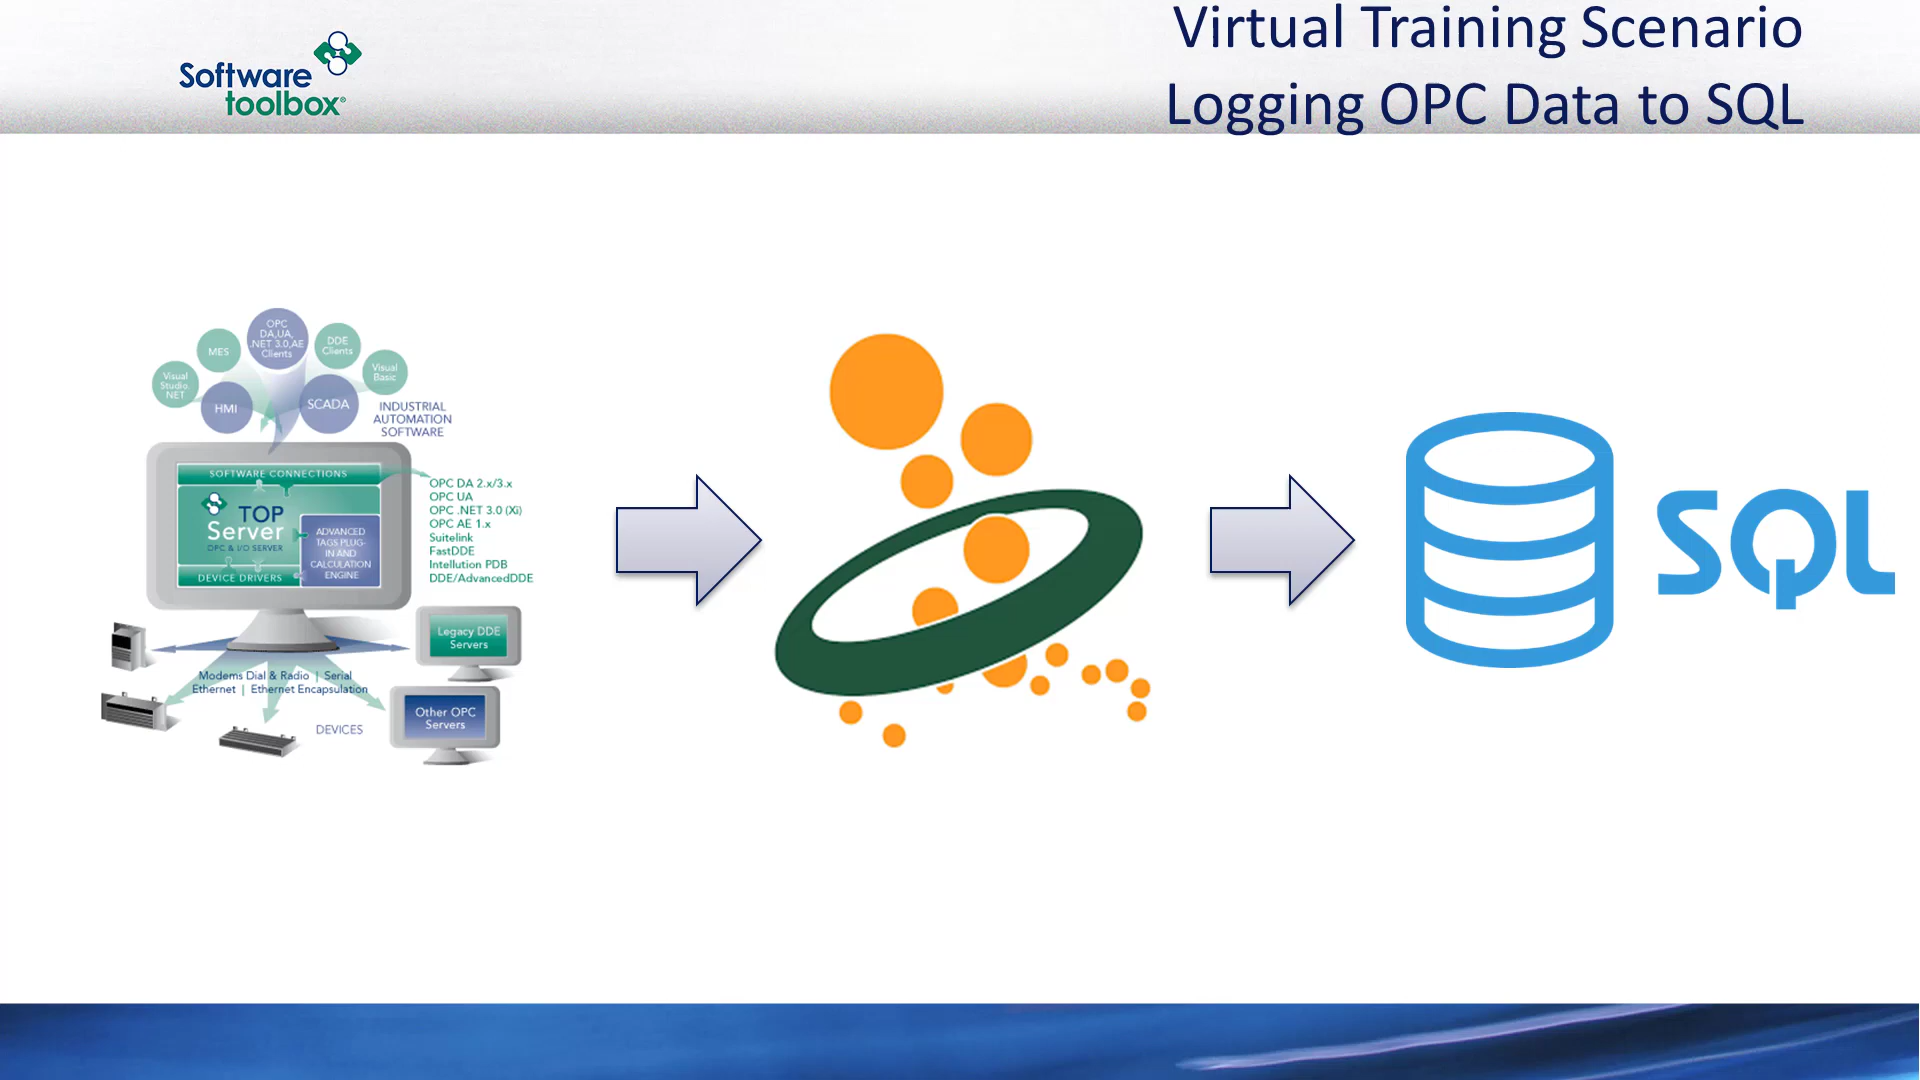 Software
toolbox®
Virtual Training Scenario
Logging OPC Data to SQL
OPC
DA,UA,
.NET 3.0,AE
Clients
MES
DDE
Clients
Visual
Studio.
NET
Visual
Basic
HMI
SCADA
INDUSTRIAL
AUTOMATION
SOFTWARE
SOFTWARE CONNECTIONS
TOP
Server
OPC & I/O SERVER
ADVANCED
TAGS PLUG-
IN AND
CALCULATION
ENGINE
DEVICE DRIVERS
OPC DA 2.x/3.x
OPC UA
OPC .NET 3.0 (Xi)
OPC AE 1.x
Suitelink
FastDDE
Intellution PDB
DDE/AdvancedDDE
Legacy DDE
Servers
Modems Dial & Radio | Serial
Ethernet | Ethernet Encapsulation
Other OPC
Servers
DEVICES
SQL